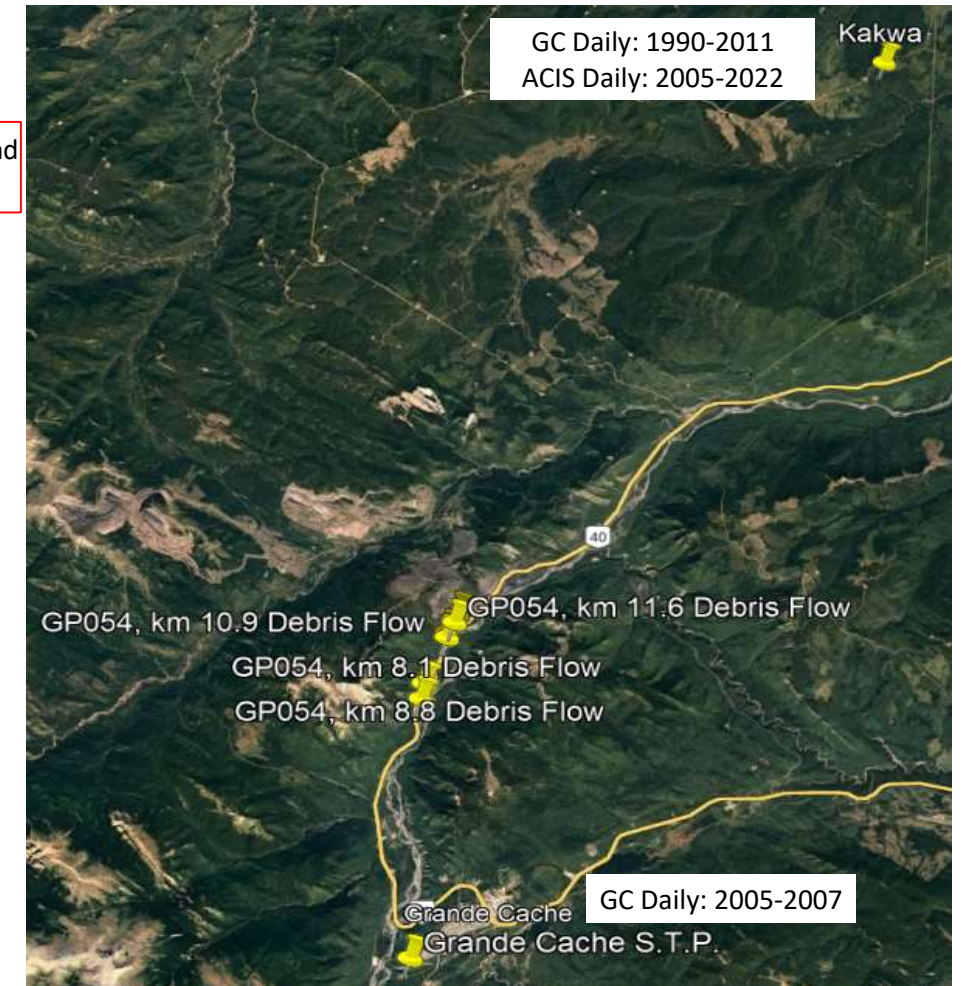 GC Daily: 1990-2011
ACIS Daily: 2005-2022
Kakwa
40
GP054, km 11.6 Debris Flow
GP054, km 10.9 Debris Flow
GP054, km 8.1 Debris Flow
GP054, km 8.8 Debris Flow
GC Daily: 2005-2007
Grande Cache
Grande Cache S.T.P.